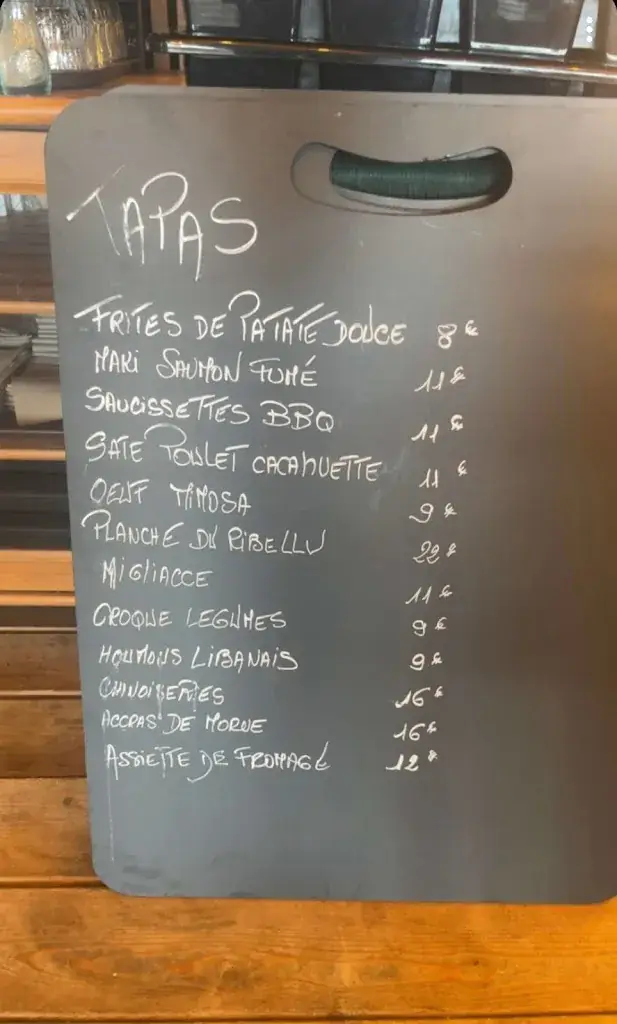 TAPAS
FRITES DE PATATE DOUCE 8€
MAKI SAUMON FUMÉ 11€
SAUCISSETTES BBQ 11€
SATE POULET CACAHUETTE 11€
OEUF MIMOSA 9€
PLANCHE DU RIBELLU 22€
MIGLIACCE 11€
CROQUE LEGUMES 9€
HOUMOUS LIBANAIS 9€
CHINOISERIES 16€
ACCRAS DE MORUE 16€
ASSIETTE DE FROMAGE 12€